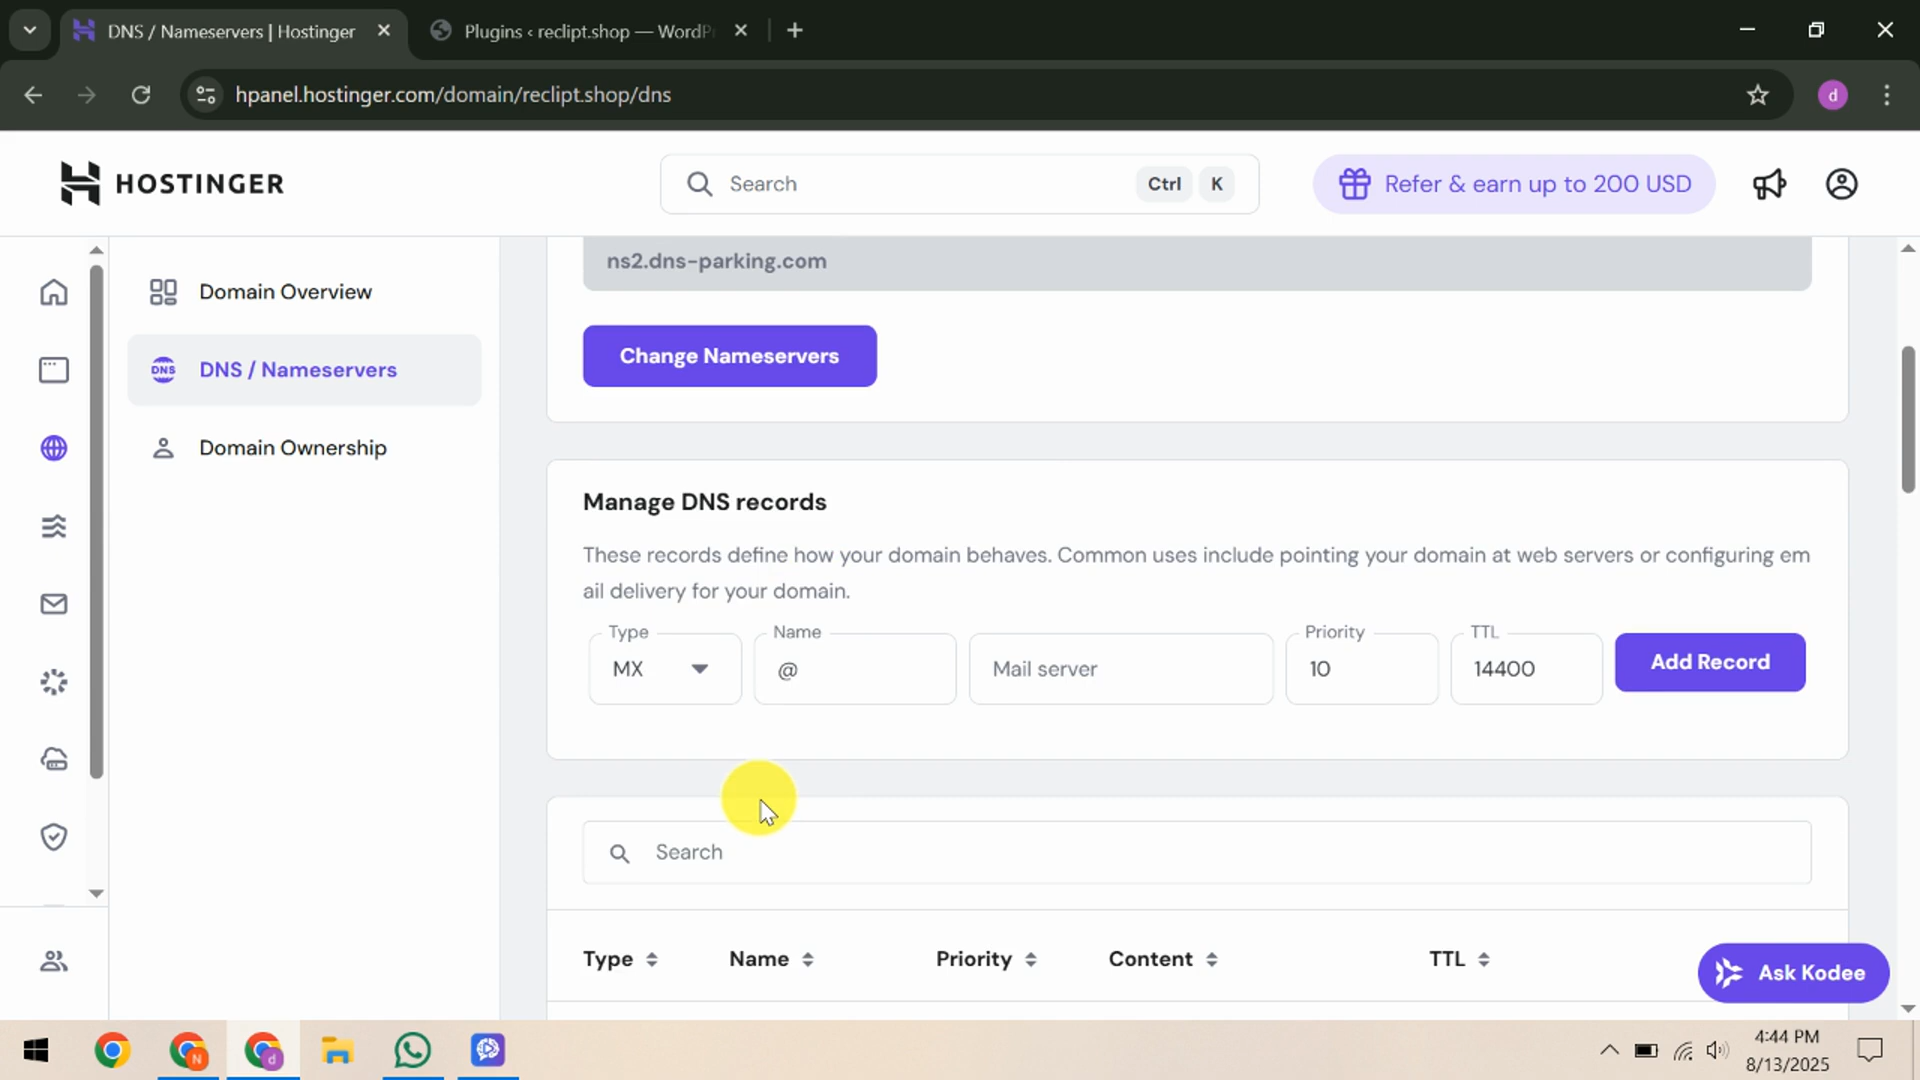 DNS / Nameservers | Hostinger
Plugins ‹ reclipt.shop — WordP
hpanel.hostinger.com/domain/reclipt.shop/dns
d
HOSTINGER
Search
Ctrl
K
Refer & earn up to 200 USD
Domain Overview
DNS
DNS / Nameservers
Domain Ownership
ns2.dns-parking.com
Change Nameservers
Manage DNS records
These records define how your domain behaves. Common uses include pointing your domain at web servers or configuring em
ail delivery for your domain.
Type
Name
Priority
TTL
MX
@
Mail server
10
14400
Add Record
Search
Type
Name
Priority
Content
TTL
Ask Kodee
N
d
4:44 PM
8/13/2025